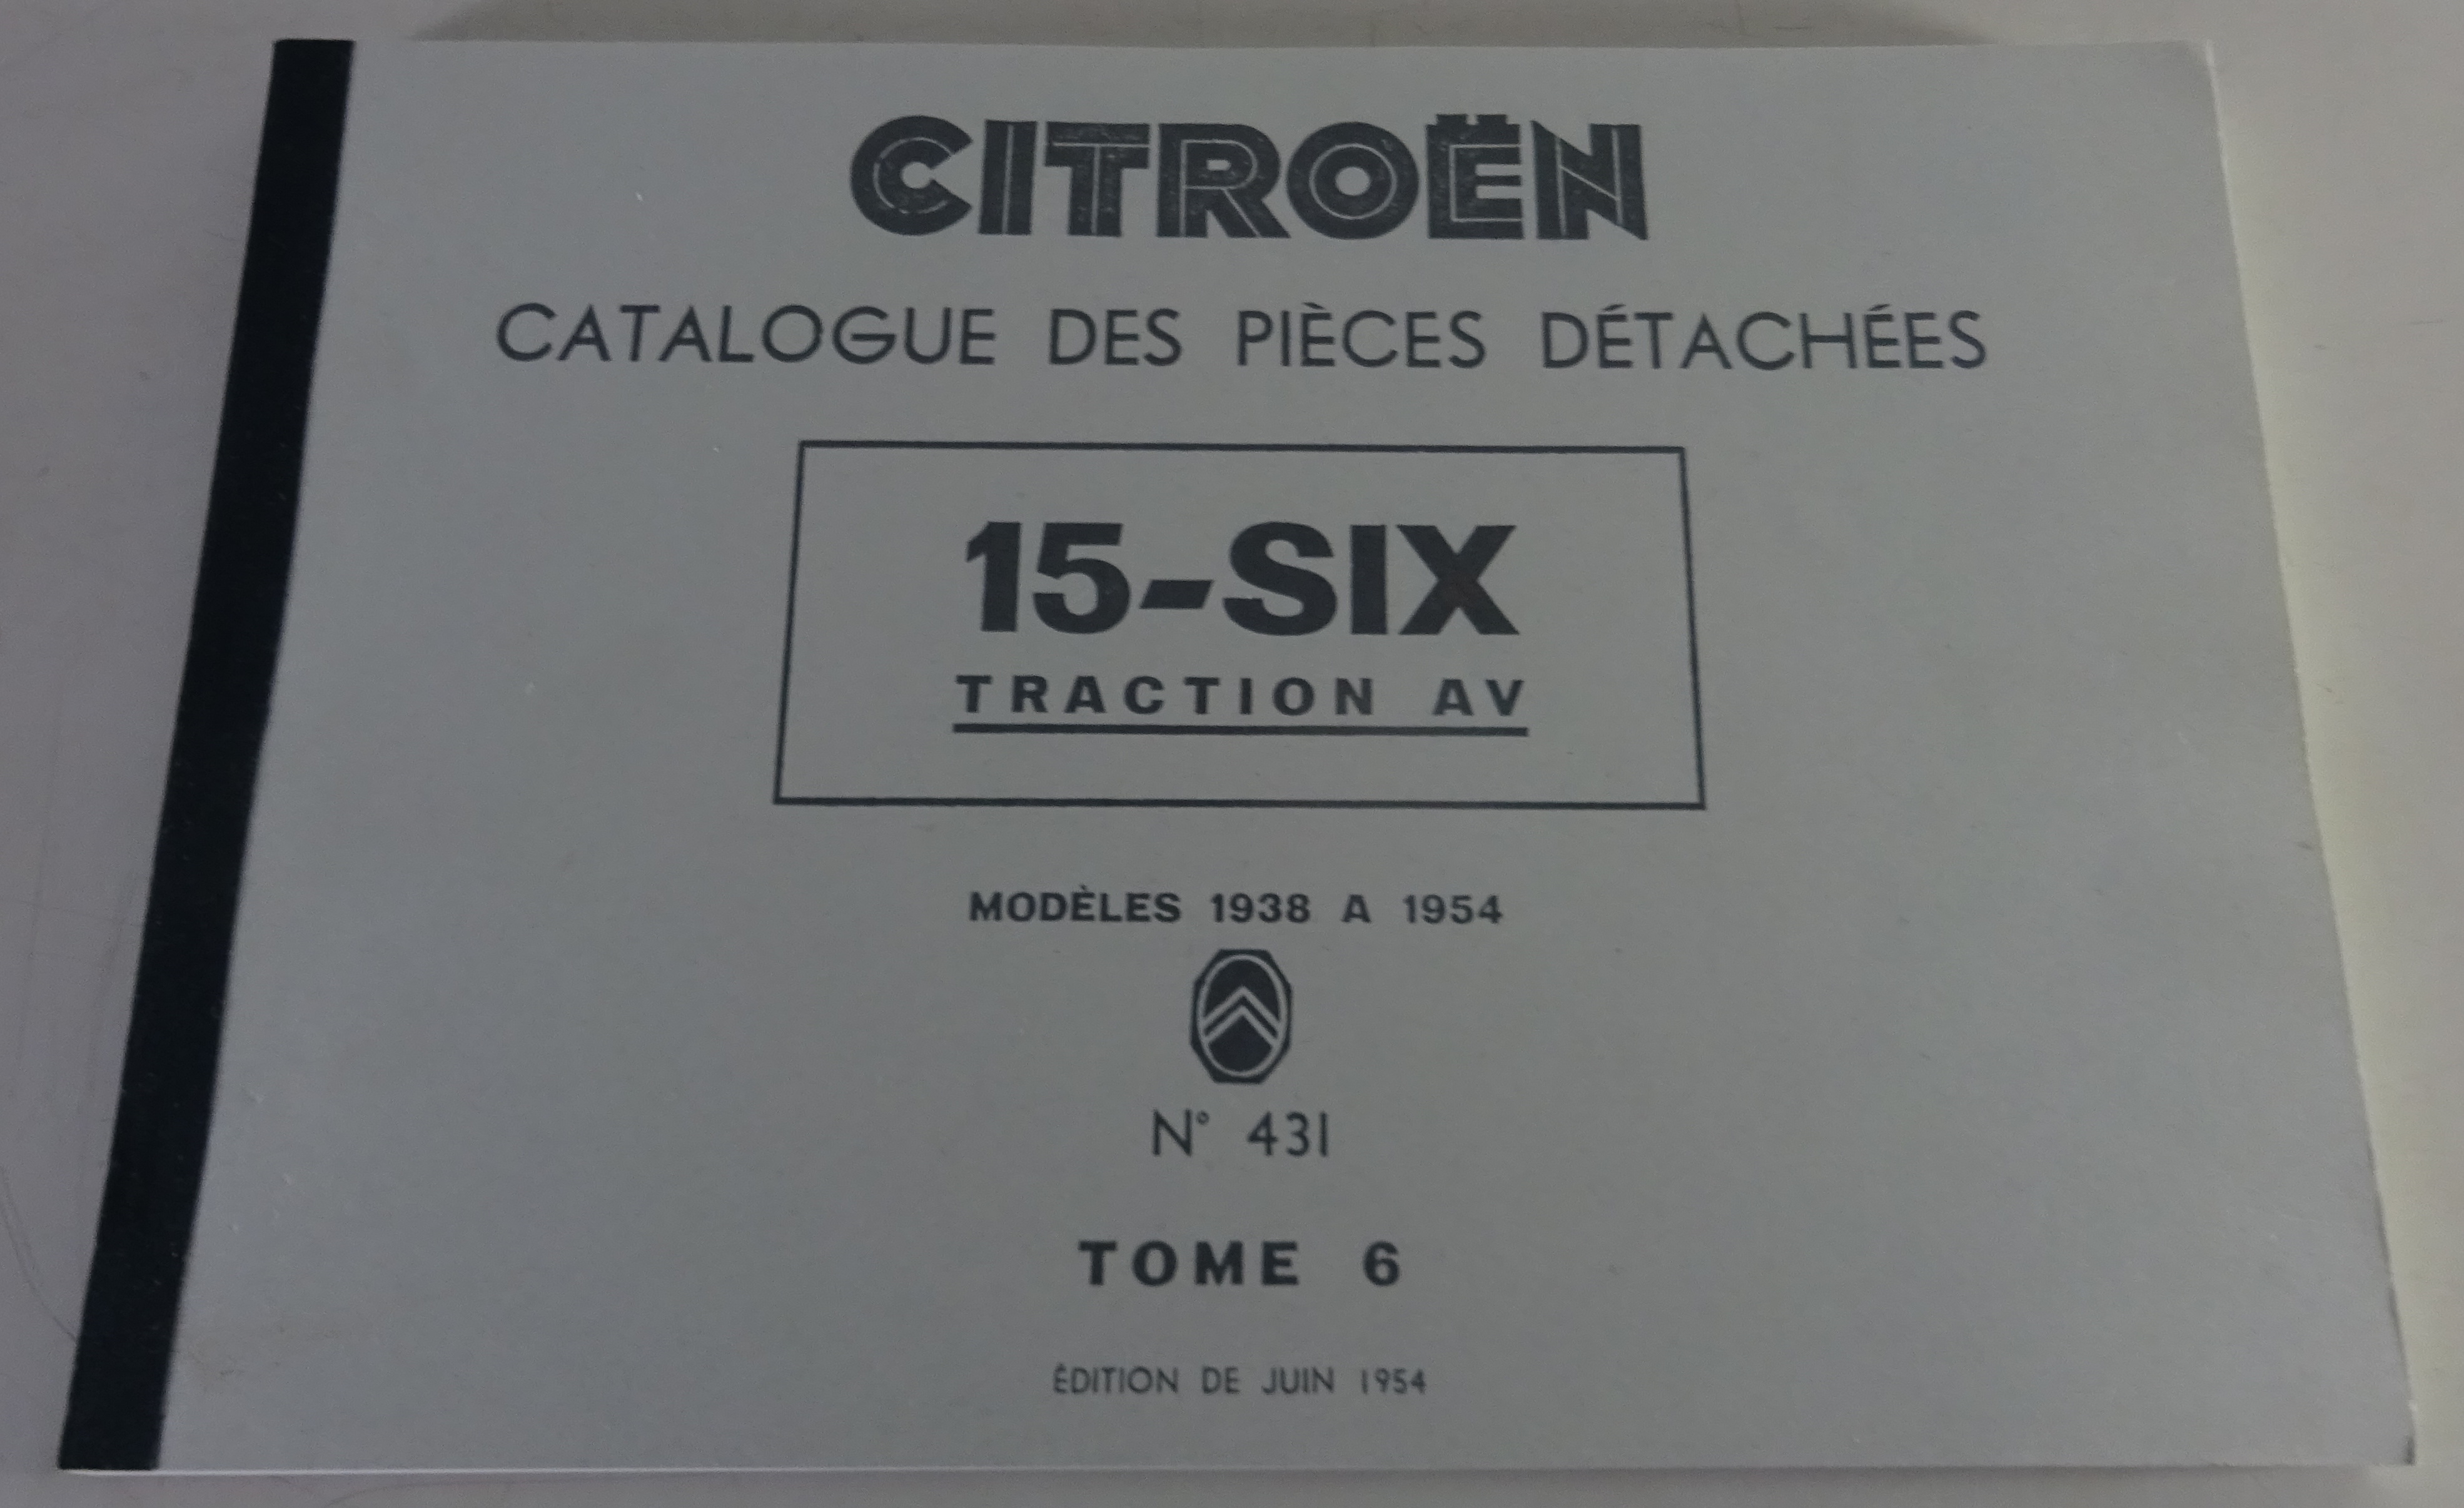 CITROËN
CATALOGUE DES PIÈCES DÉTACHÉES
15-SIX
TRACTION AV
MODÈLES 1938 A 1954
N° 431
TOME 6
ÉDITION DE JUIN 1954